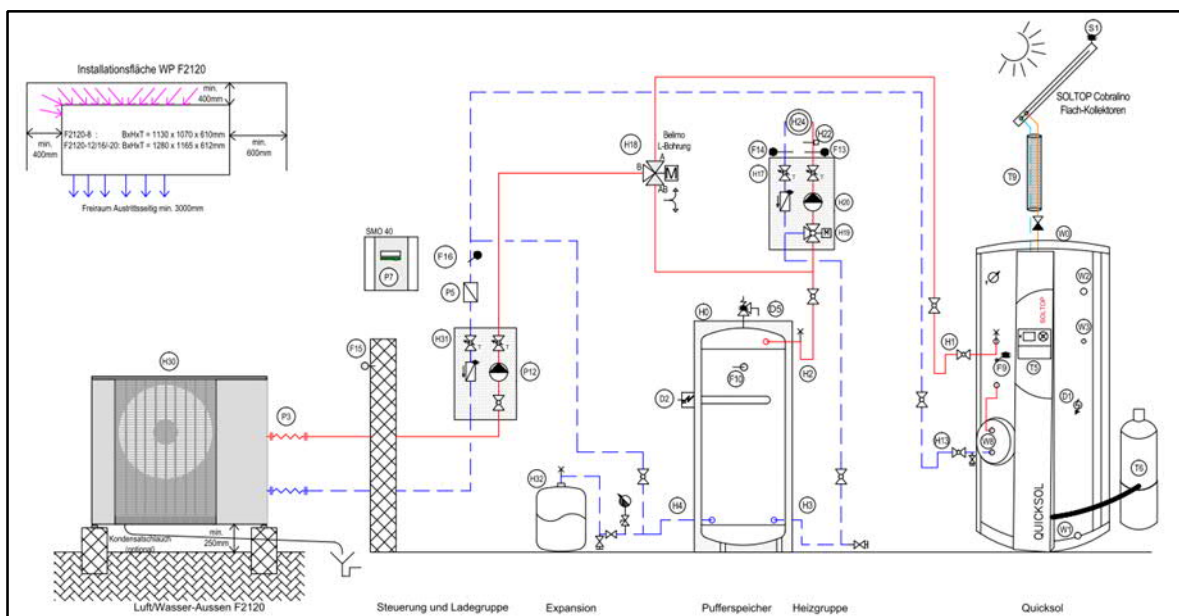 Installationsfläche WP F2120
min.
400mm
F2120-8 : BxHxT = 1130 x 1070 x 610mm
F2120-12/16/-20: BxHxT = 1280 x 1165 x 612mm
min.
400mm
min.
600mm
Freiraum Austrittsseitig min. 3000mm
SMO 40
P7
F16
P5
H31
T
T
P12
F15
H30
P3
Kondensatschlauch
(optional)
min.
250mm
Belimo
L-Bohrung
H18
A
B
M
AB
H24
H22
F14
F13
H17
T
T
H20
H19
M
H0
D5
H2
F10
D2
H32
H4
H3
S1
SOLTOP Cobralino
Flach-Kollektoren
T9
W0
W2
SOLTOP
W3
H1
F9
T5
D1
H13
W8
T6
QUICKSOL
W1
Luft/Wasser-Aussen F2120
Steuerung und Ladegruppe
Expansion
Pufferspeicher
Heizgruppe
Quicksol